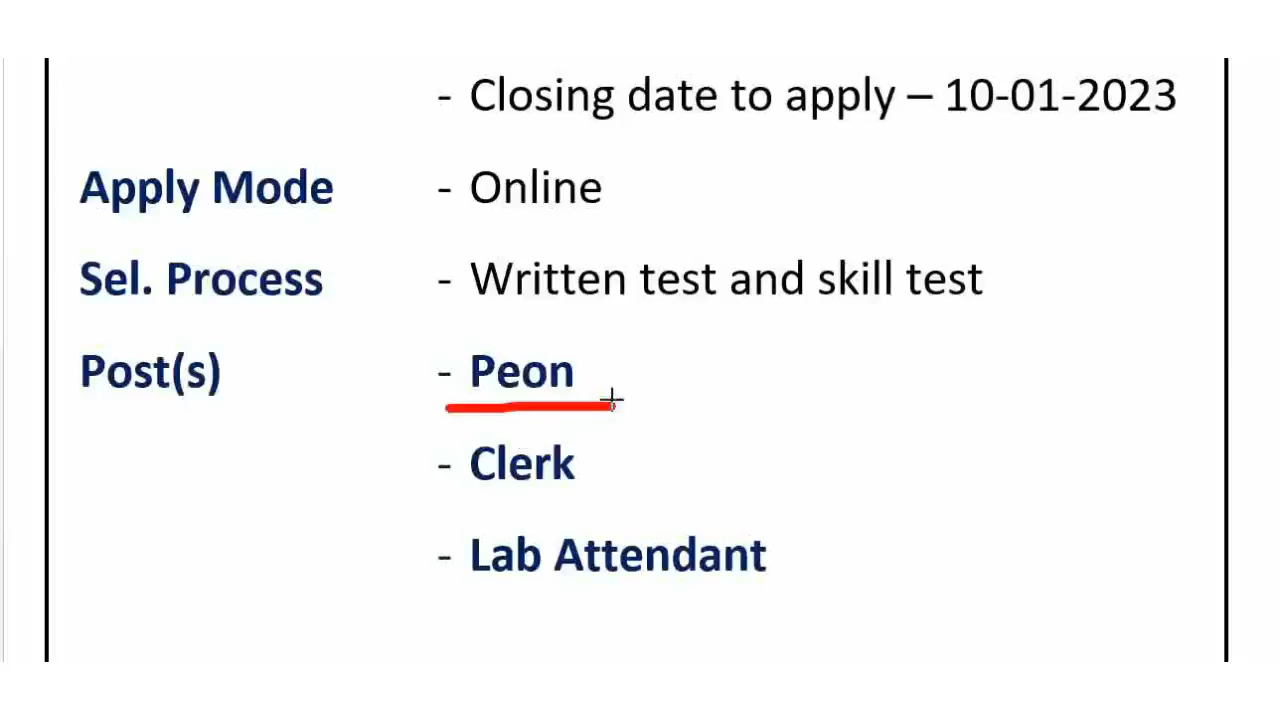 - Closing date to apply – 10-01-2023
Apply Mode - Online
Sel. Process - Written test and skill test
Post(s) - Peon
- Clerk
- Lab Attendant